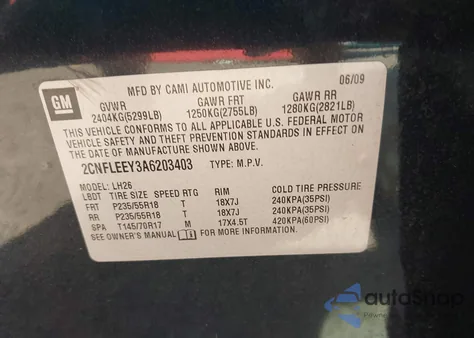 GM
MFD BY CAMI AUTOMOTIVE INC. 06/09
GVWR GAWR FRT GAWR RR
2404KG(5299LB) 1250KG(2755LB) 1280KG(2821LB)
THIS VEHICLE CONFORMS TO ALL APPLICABLE U.S. FEDERAL MOTOR
VEHICLE SAFETY AND THEFT PREVENTION STANDARDS IN EFFECT ON
THE DATE OF MANUFACTURE SHOWN ABOVE.
2CNFLEEY3A6203403 TYPE: M.P.V.
MODEL: LH26
LBDT TIRE SIZE SPEED RTG RIM COLD TIRE PRESSURE
FRT P235/55R18 T 18X7J 240KPA(35PSI)
RR P235/55R18 T 18X7J 240KPA(35PSI)
SPA T145/70R17 M 17X4.5T 420KPA(60PSI)
SEE OWNER'S MANUAL FOR MORE INFORMATION.
autoSnap